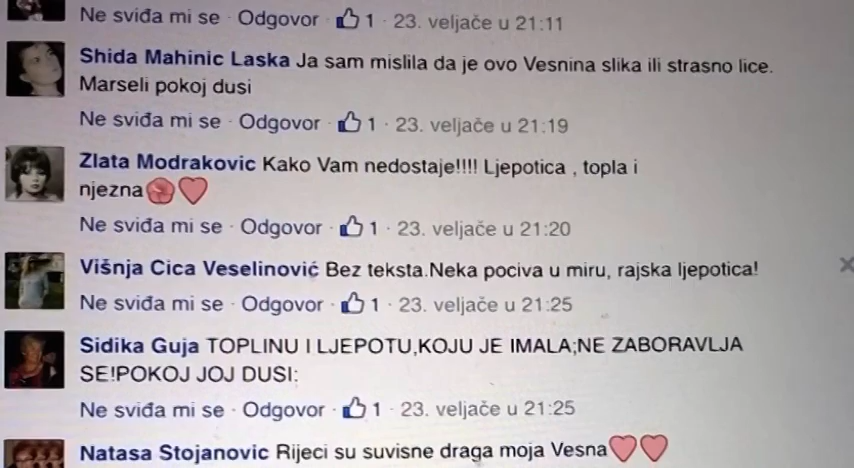 Ne sviđa mi se · Odgovor · 1 · 23. veljače u 21:11
Shida Mahinic Laska Ja sam mislila da je ovo Vesnina slika ili strasno lice.
Marseli pokoj dusi
Ne sviđa mi se · Odgovor · 1 · 23. veljače u 21:19
Zlata Modrakovic Kako Vam nedostaje!!!! Ljepotica , topla i
njezna
Ne sviđa mi se · Odgovor · 1 · 23. veljače u 21:20
Višnja Cica Veselinović Bez teksta.Neka pociva u miru, rajska ljepotica!
Ne sviđa mi se · Odgovor · 1 · 23. veljače u 21:25
Sidika Guja TOPLINU I LJEPOTU,KOJU JE IMALA;NE ZABORAVLJA
SE!POKOJ JOJ DUSI:
Ne sviđa mi se · Odgovor · 1 · 23. veljače u 21:25
Natasa Stojanovic Rijeci su suvisne draga moja Vesna